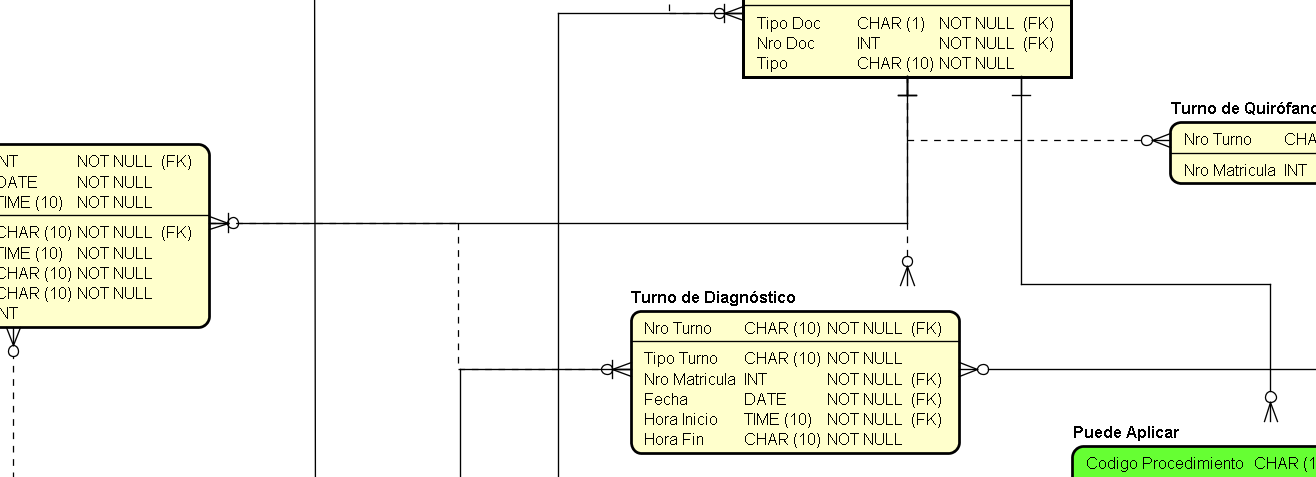 Tipo Doc CHAR (1) NOT NULL (FK)
Nro Doc INT NOT NULL (FK)
Tipo CHAR (10) NOT NULL
Turno de Quirófano
Nro Turno CHA
Nro Matricula INT
NT NOT NULL (FK)
DATE NOT NULL
TIME (10) NOT NULL
CHAR (10) NOT NULL (FK)
TIME (10) NOT NULL
CHAR (10) NOT NULL
CHAR (10) NOT NULL
NT
Turno de Diagnóstico
Nro Turno CHAR (10) NOT NULL (FK)
Tipo Turno CHAR (10) NOT NULL
Nro Matricula INT NOT NULL (FK)
Fecha DATE NOT NULL (FK)
Hora Inicio TIME (10) NOT NULL (FK)
Hora Fin CHAR (10) NOT NULL
Puede Aplicar
Codigo Procedimiento CHAR (1